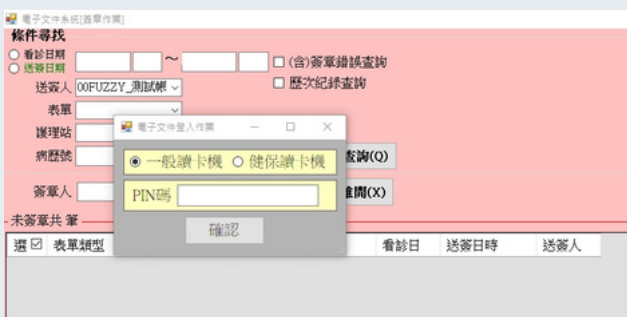 電子文件系統[簽章作業]
條件尋找
看診日期 ～ (含)簽章錯誤查詢
送簽日期
送簽人 00FUZZY_測試帳 歷次紀錄查詢
表單
護理站
病歷號 查詢(Q)
簽章人 離開(X)
電子文件登入作業
一般讀卡機 健保讀卡機
PIN碼
確認
未簽章共 筆
選 表單類型 看診日 送簽日時 送簽人